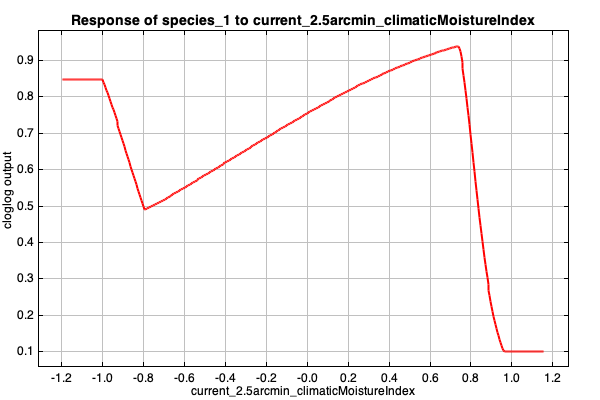 Response of species_1 to current_2.5arcmin_climaticMoistureIndex
cloglog output
0.9
0.8
0.7
0.6
0.5
0.4
0.3
0.2
0.1
-1.2 -1.0 -0.8 -0.6 -0.4 -0.2 -0.0 0.2 0.4 0.6 0.8 1.0 1.2
current_2.5arcmin_climaticMoistureIndex